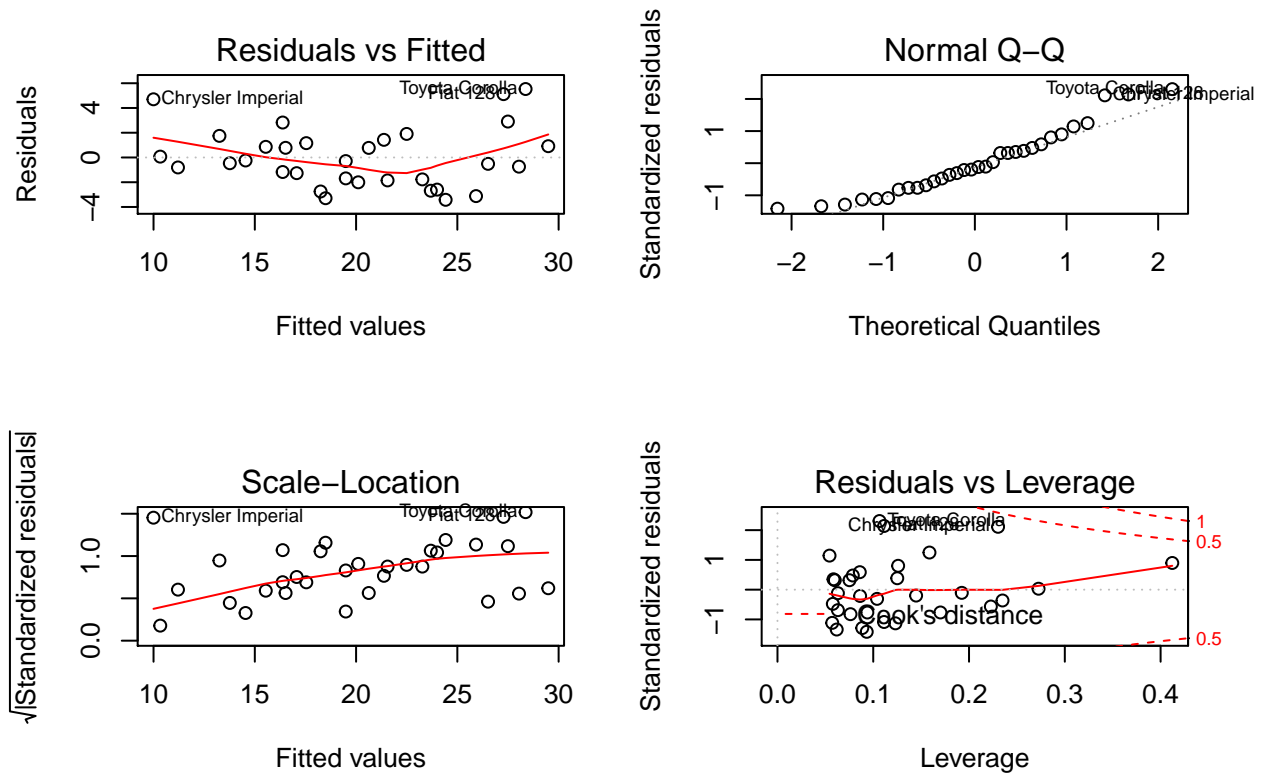 Residuals vs Fitted
Residuals
4
0
−4
Toyota Corolla
Fiat 128
Chrysler Imperial
10 15 20 25 30
Fitted values
Normal Q−Q
Standardized residuals
1
−1
Toyota Corolla
Fiat 128
Chrysler Imperial
−2 −1 0 1 2
Theoretical Quantiles
Scale−Location
√|Standardized residuals|
1.0
0.0
Toyota Corolla
Fiat 128
Chrysler Imperial
10 15 20 25 30
Fitted values
Residuals vs Leverage
Standardized residuals
1
−1
Toyota Corolla
Fiat 128
Chrysler Imperial
Cook's distance
1
0.5
0.5
0.0 0.1 0.2 0.3 0.4
Leverage